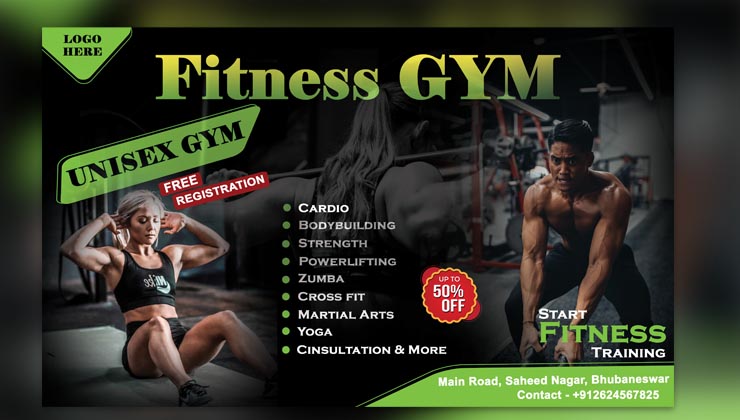 LOGO
HERE
Fitness GYM
UNISEX GYM
FREE
REGISTRATION
CARDIO
BODYBUILDING
STRENGTH
POWERLIFTING
ZUMBA
CROSS FIT
MARTIAL ARTS
YOGA
CINSULTATION & MORE
UP TO
50%
OFF
START
FITNESS
TRAINING
Main Road, Saheed Nagar, Bhubaneswar
Contact - +912624567825